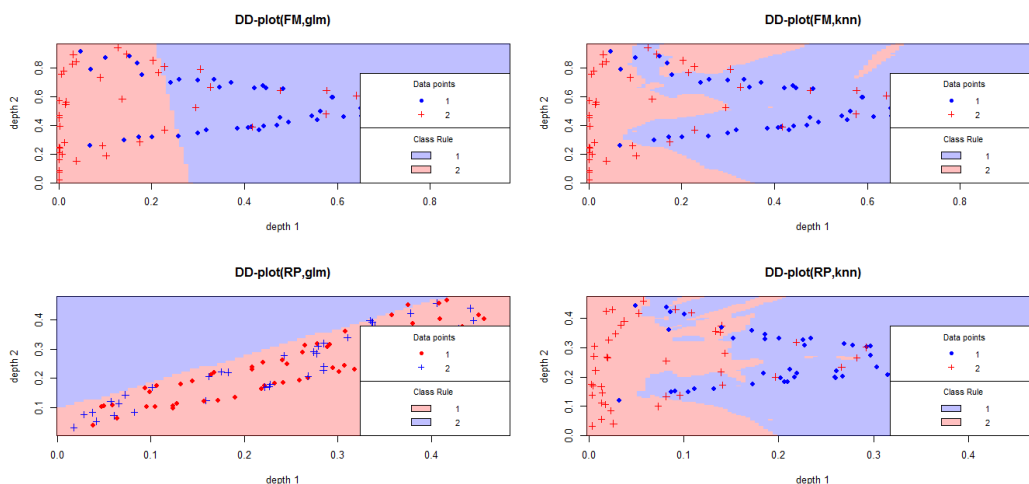 DD-plot(FM,glm)
depth 2
0.0 0.2 0.4 0.6 0.8
0.0 0.2 0.4 0.6 0.8
depth 1
Data points
1
2
Class Rule
1
2
DD-plot(FM,knn)
depth 2
0.0 0.2 0.4 0.6 0.8
0.0 0.2 0.4 0.6 0.8
depth 1
Data points
1
2
Class Rule
1
2
DD-plot(RP,glm)
depth 2
0.1 0.2 0.3 0.4
0.0 0.1 0.2 0.3 0.4
depth 1
Data points
1
2
Class Rule
1
2
DD-plot(RP,knn)
depth 2
0.0 0.1 0.2 0.3 0.4
0.0 0.1 0.2 0.3 0.4
depth 1
Data points
1
2
Class Rule
1
2